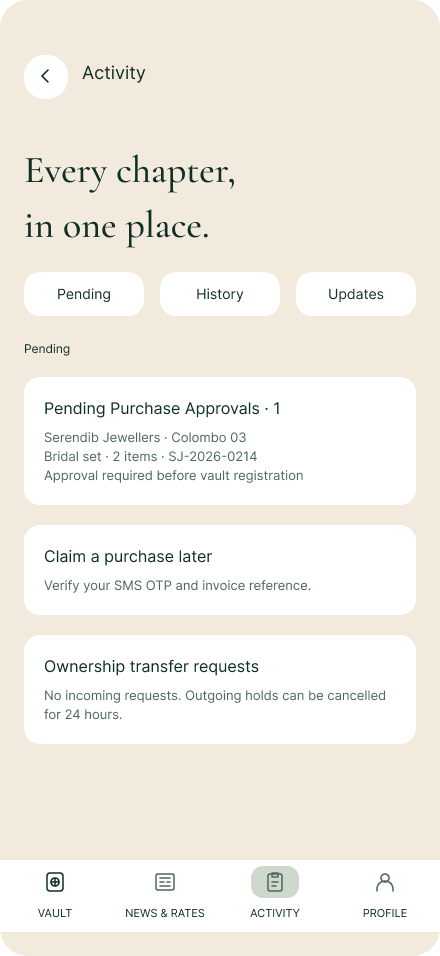 Activity
Every chapter,
in one place.
Pending
History
Updates
Pending
Pending Purchase Approvals · 1
Serendib Jewellers · Colombo 03
Bridal set · 2 items · SJ-2026-0214
Approval required before vault registration
Claim a purchase later
Verify your SMS OTP and invoice reference.
Ownership transfer requests
No incoming requests. Outgoing holds can be cancelled
for 24 hours.
VAULT
NEWS & RATES
ACTIVITY
PROFILE